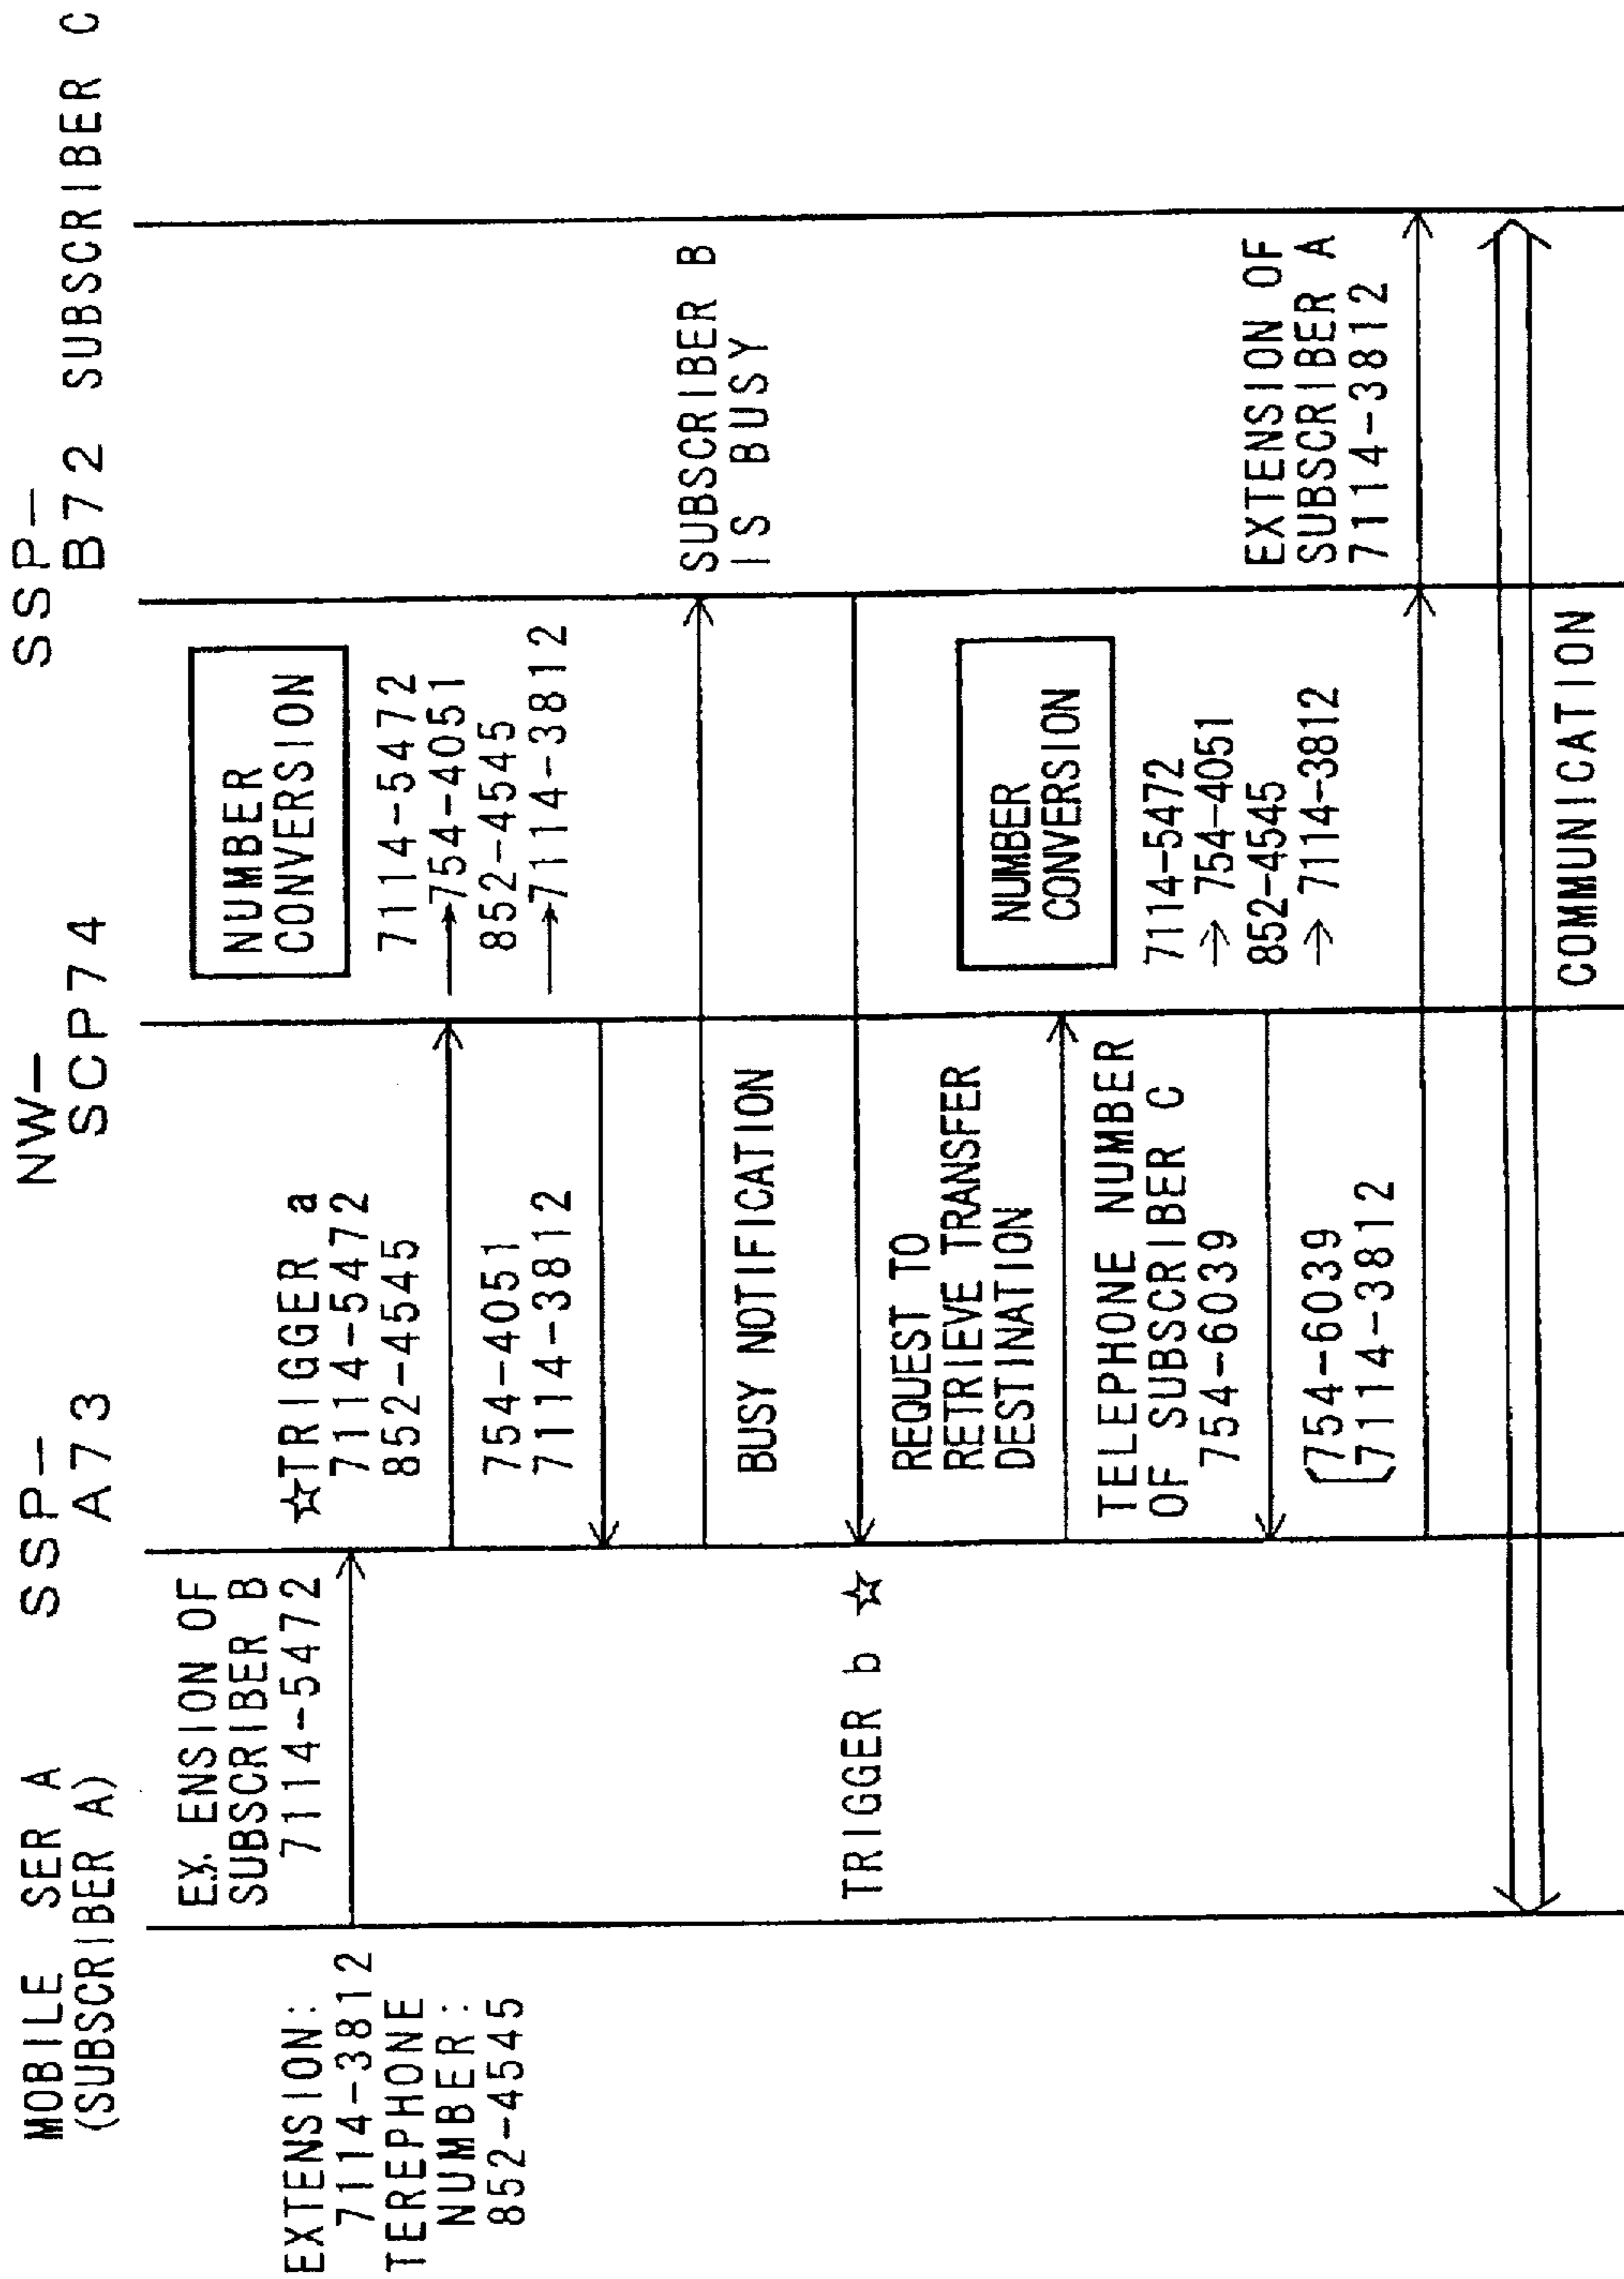 MOBILE SER A
(SUBSCRIBER A)
SSP-
A73
NW-
SCP74
SSP-
B72
SUBSCRIBER C
EXTENSION:
7114-3812
TEREPHONE
NUMBER:
852-4545
EX. ENSION OF
SUBSCRIBER B
7114-5472
☆TRIGGER a
7114-5472
852-4545
NUMBER
CONVERSION
7114-5472
→754-4051
852-4545
→7114-3812
754-4051
7114-3812
SUBSCRIBER B
IS BUSY
BUSY NOTIFICATION
TRIGGER b ☆
REQUEST TO
RETRIEVE TRANSFER
DESTINATION
NUMBER
CONVERSION
7114-5472
→ 754-4051
852-4545
→ 7114-3812
TELEPHONE NUMBER
OF SUBSCRIBER C
754-6039
(754-6039
7114-3812
EXTENSION OF
SUBSCRIBER A
7114-3812
COMMUNICATION